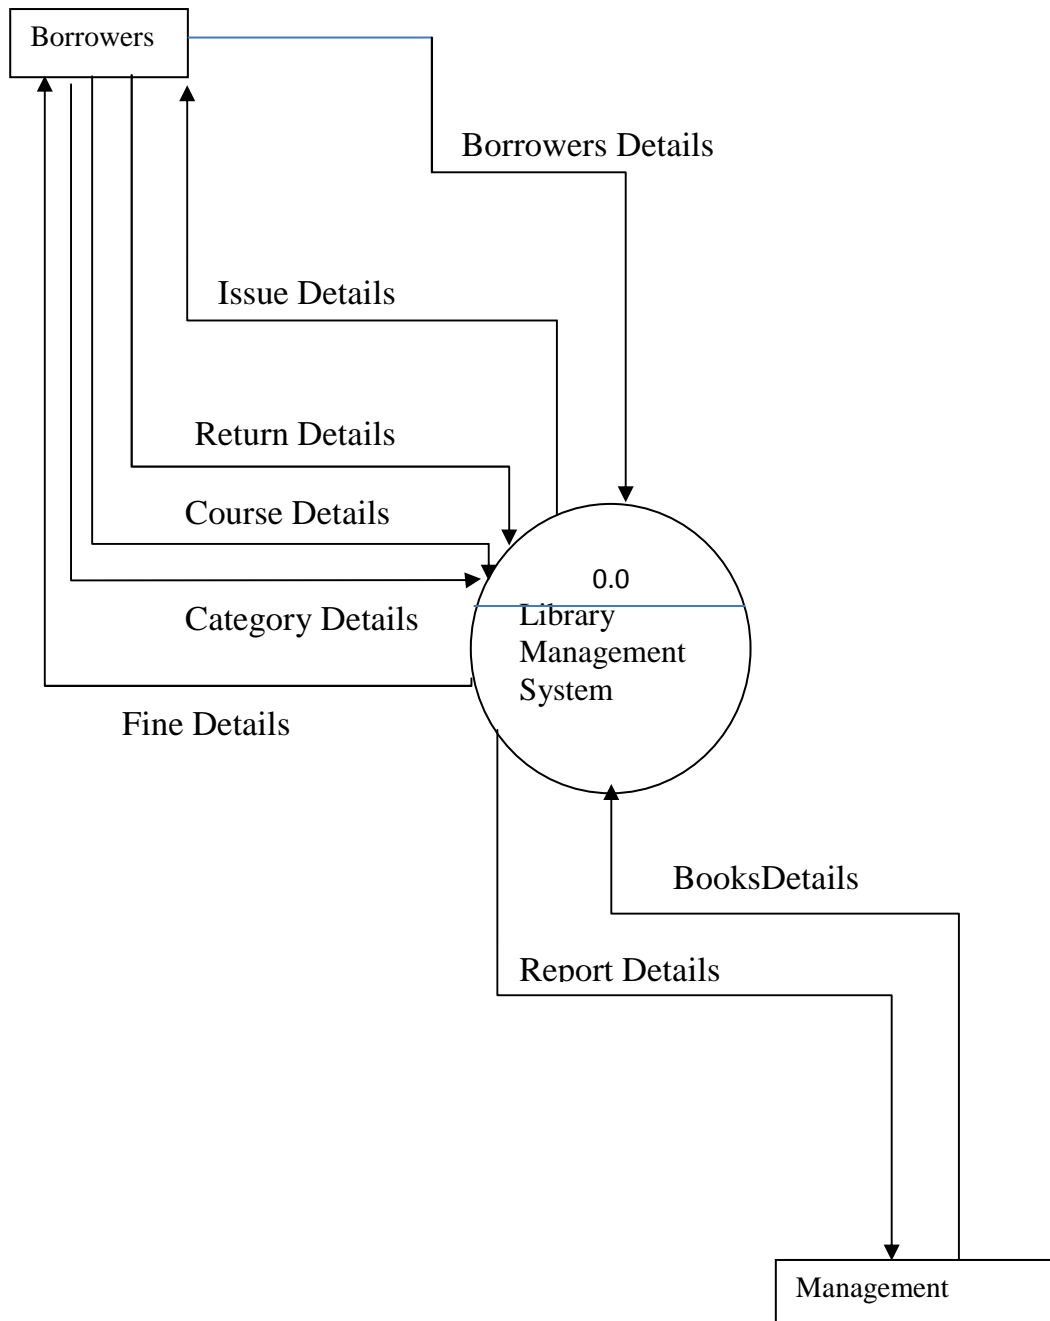 Borrowers
Borrowers Details
Issue Details
Return Details
Course Details
0.0
Library
Management
System
Category Details
Fine Details
BooksDetails
Report Details
Management